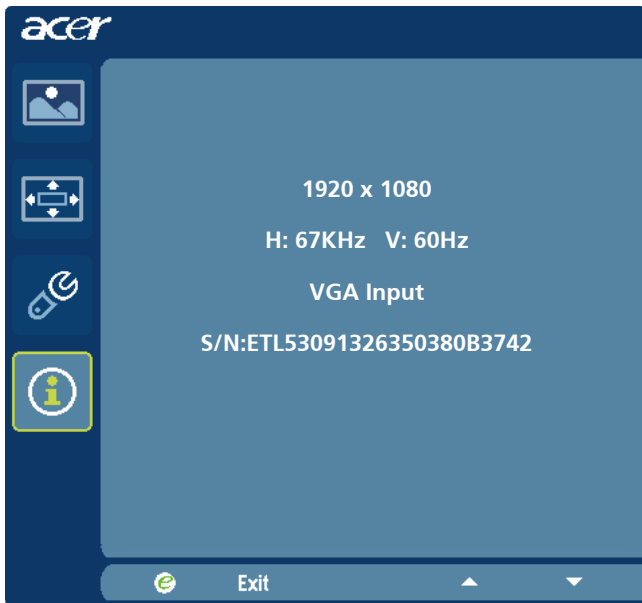 acer
1920 x 1080
H: 67KHz V: 60Hz
VGA Input
S/N:ETL53091326350380B3742
e Exit